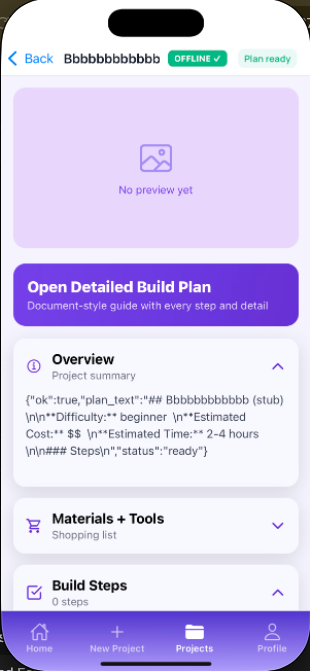 Back Bbbbbbbbbbbb OFFLINE ✓ Plan ready
No preview yet
Open Detailed Build Plan
Document-style guide with every step and detail
Overview
Project summary
{"ok":true,"plan_text":"## Bbbbbbbbbbbb (stub)
\n\n**Difficulty:** beginner \n**Estimated
Cost:** $$ \n**Estimated Time:** 2-4 hours
\n\n### Steps\n","status":"ready"}
Materials + Tools
Shopping list
Build Steps
0 steps
Home New Project Projects Profile